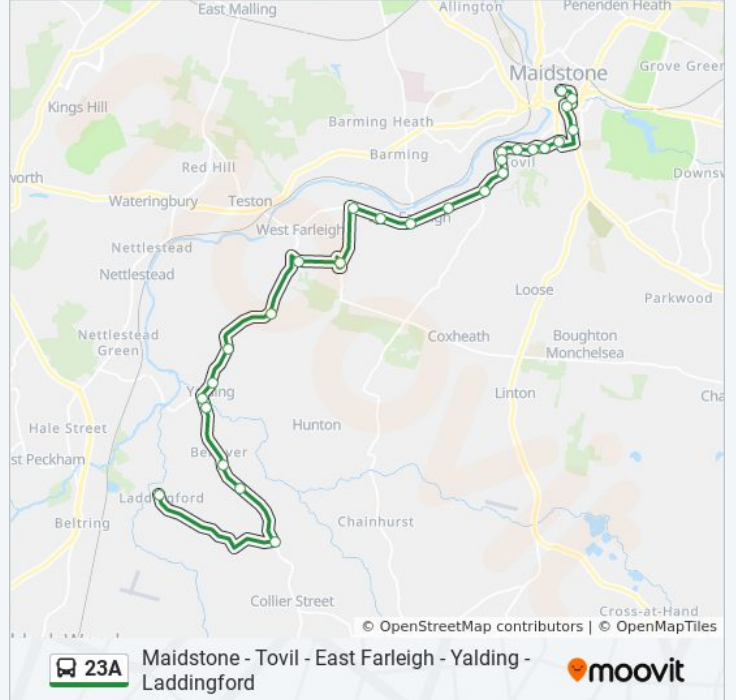 East Malling
Allington
Penenden Heath
Maidstone
Grove Green
Kings Hill
Barming Heath
Barming
Tovil
Red Hill
Downsw
worth
Wateringbury
Teston
West Farleigh
Nettlestead
Nettlestead
Loose
Parkwood
Nettlestead
Green
Coxheath
Boughton
Monchelsea
Yalding
Linton
Cha
Hale Street
Hunton
st Peckham
Laddingford
Beltring
Chainhurst
Collier Street
Cross-at-Hand
© OpenStreetMap contributors | © OpenMapTiles
23A
Maidstone - Tovil - East Farleigh - Yalding -
Laddingford
moovit